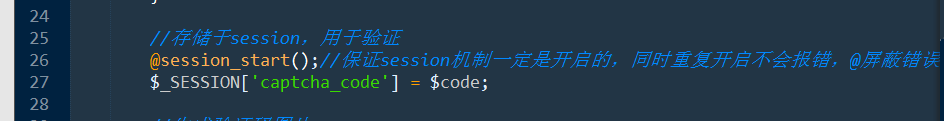 24
25 //存储于session，用于验证
26 @session_start();//保证session机制一定是开启的，同时重复开启不会报错，@屏蔽错误
27 $_SESSION['captcha_code'] = $code;
28